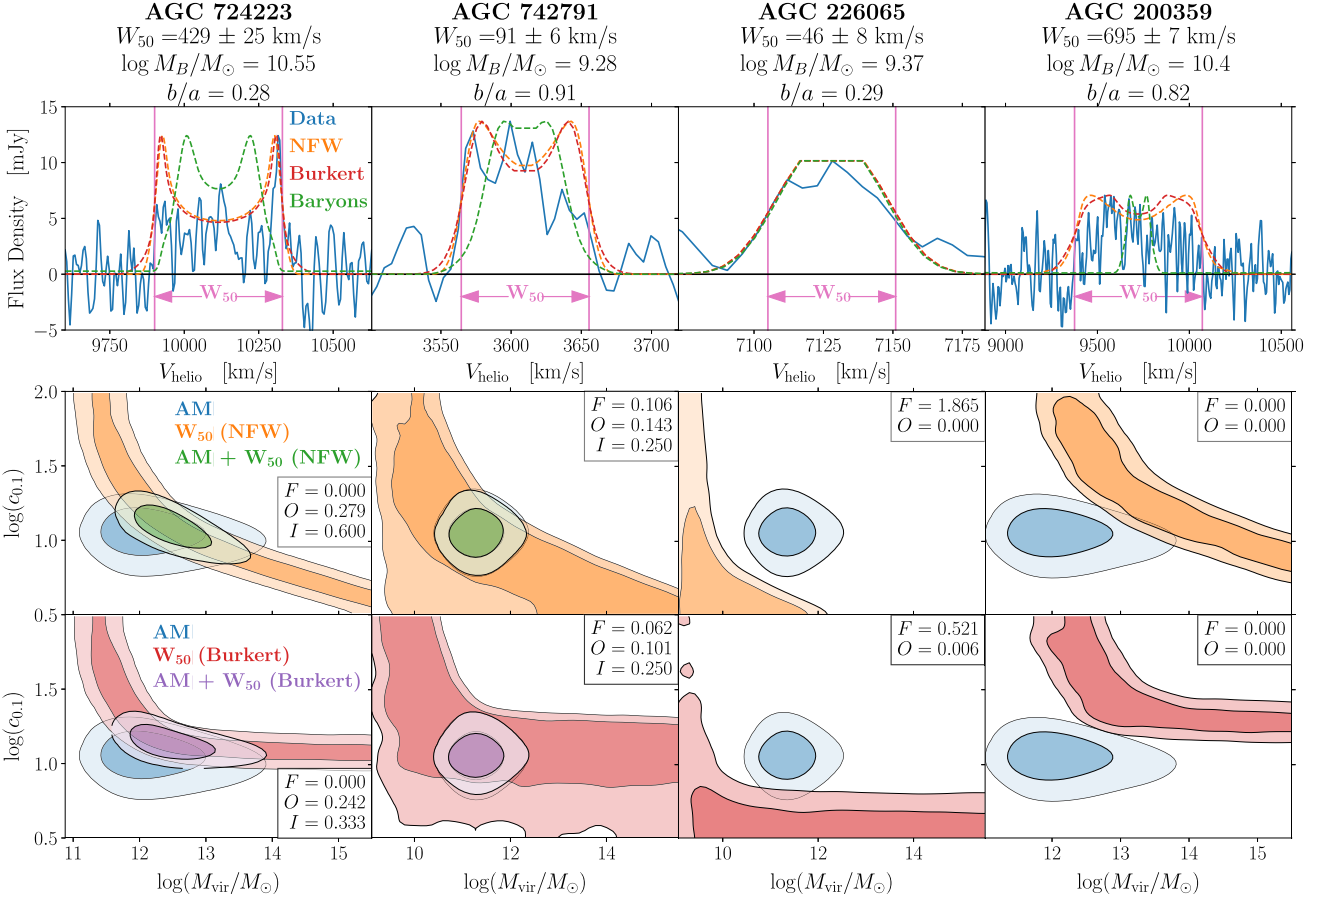 AGC 724223
W50 =429 ± 25 km/s
log MB/M⊙ = 10.55
b/a = 0.28
AGC 742791
W50 =91 ± 6 km/s
log MB/M⊙ = 9.28
b/a = 0.91
AGC 226065
W50 =46 ± 8 km/s
log MB/M⊙ = 9.37
b/a = 0.29
AGC 200359
W50 =695 ± 7 km/s
log MB/M⊙ = 10.4
b/a = 0.82
Flux Density [mJy]
15
10
5
0
−5
Data
NFW
Burkert
Baryons
W50
W50
W50
W50
9750 10000 10250 10500
3550 3600 3650 3700
7100 7125 7150 7175
9000 9500 10000 10500
Vhelio [km/s]
Vhelio [km/s]
Vhelio [km/s]
Vhelio [km/s]
log(c0.1)
2.0
1.5
1.0
0.5
AM
W50 (NFW)
AM + W50 (NFW)
F = 0.000
O = 0.279
I = 0.600
F = 0.106
O = 0.143
I = 0.250
F = 1.865
O = 0.000
F = 0.000
O = 0.000
log(c0.1)
1.5
1.0
0.5
AM
W50 (Burkert)
AM + W50 (Burkert)
F = 0.000
O = 0.242
I = 0.333
F = 0.062
O = 0.101
I = 0.250
F = 0.521
O = 0.006
F = 0.000
O = 0.000
11 12 13 14 15
10 12 14
10 12 14
12 13 14 15
log(Mvir/M⊙)
log(Mvir/M⊙)
log(Mvir/M⊙)
log(Mvir/M⊙)